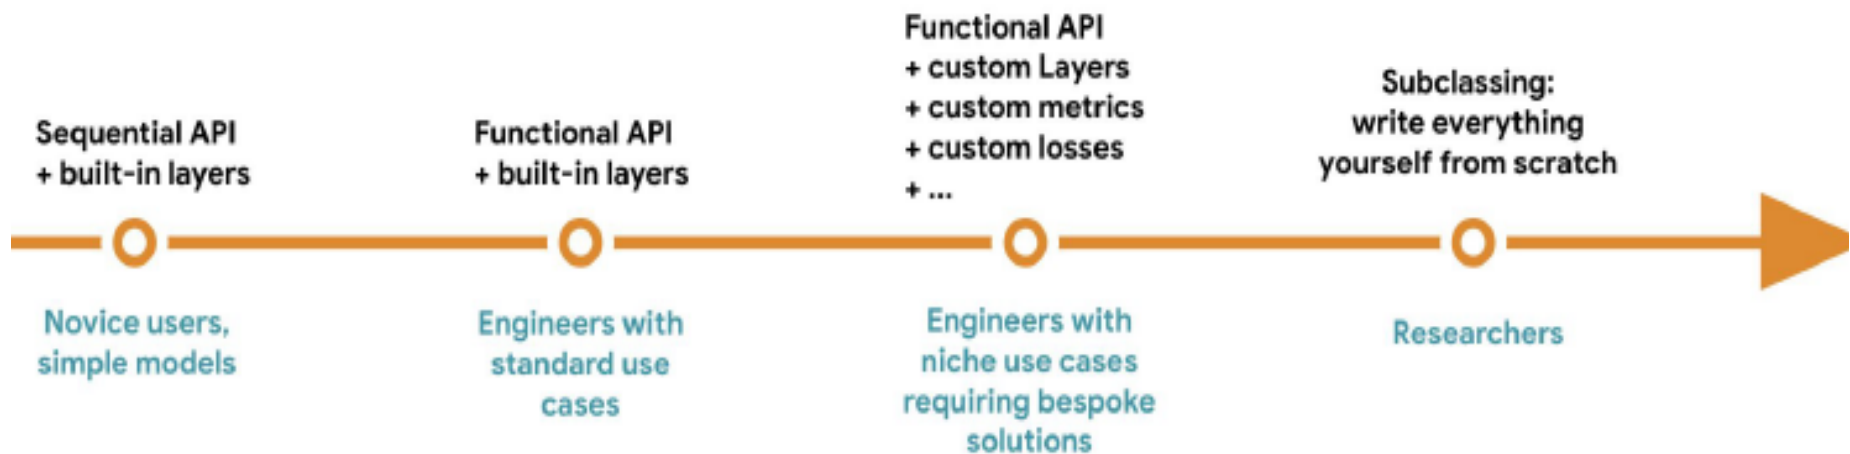 Sequential API
+ built-in layers
Functional API
+ built-in layers
Functional API
+ custom Layers
+ custom metrics
+ custom losses
+ ...
Subclassing:
write everything
yourself from scratch
Novice users,
simple models
Engineers with
standard use
cases
Engineers with
niche use cases
requiring bespoke
solutions
Researchers